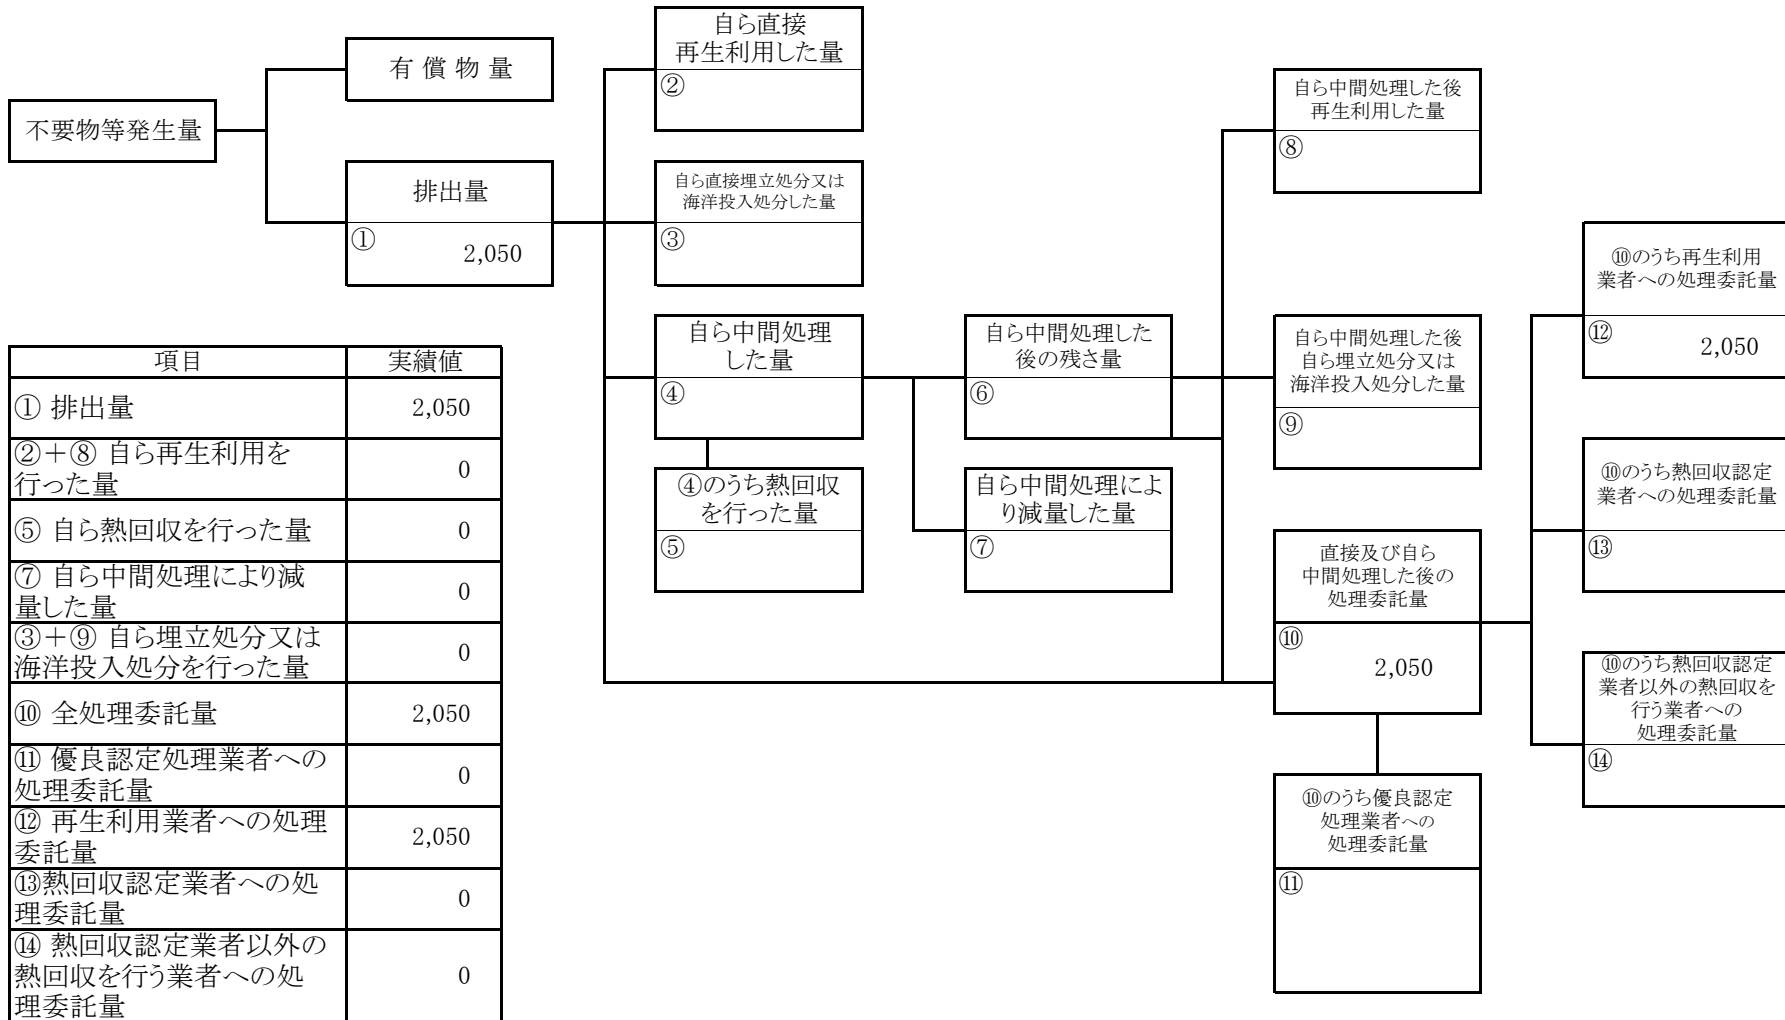 不要物等発生量
有 償 物 量
排出量
①
2,050
自ら直接
再生利用した量
②
自ら直接埋立処分又は
海洋投入処分した量
③
自ら中間処理
した量
④
④のうち熱回収
を行った量
⑤
自ら中間処理した
後の残さ量
⑥
自ら中間処理によ
り減量した量
⑦
自ら中間処理した後
再生利用した量
⑧
自ら中間処理した後
自ら埋立処分又は
海洋投入処分した量
⑨
直接及び自ら
中間処理した後の
処理委託量
⑩
2,050
⑩のうち優良認定
処理業者への
処理委託量
⑪
⑩のうち再生利用
業者への処理委託量
⑫
2,050
⑩のうち熱回収認定
業者への処理委託量
⑬
⑩のうち熱回収認定
業者以外の熱回収を
行う業者への
処理委託量
⑭
項目 実績値
① 排出量 2,050
②＋⑧ 自ら再生利用を
行った量 0
⑤ 自ら熱回収を行った量 0
⑦ 自ら中間処理により減
量した量 0
③＋⑨ 自ら埋立処分又は
海洋投入処分を行った量 0
⑩ 全処理委託量 2,050
⑪ 優良認定処理業者への
処理委託量 0
⑫ 再生利用業者への処理
委託量 2,050
⑬熱回収認定業者への処
理委託量 0
⑭ 熱回収認定業者以外の
熱回収を行う業者への処
理委託量 0